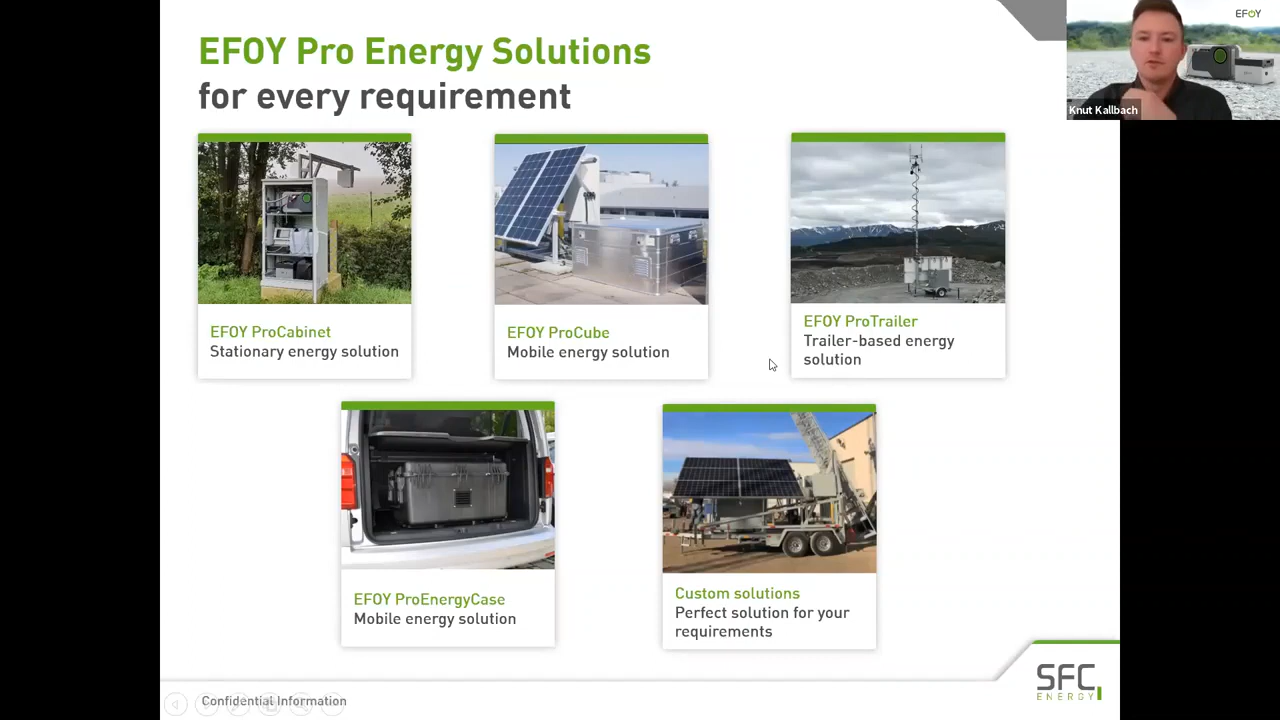 EFOY Pro Energy Solutions
for every requirement
EFOY
Knut Kallbach
EFOY ProCabinet
Stationary energy solution
EFOY ProCube
Mobile energy solution
EFOY ProTrailer
Trailer-based energy
solution
EFOY ProEnergyCase
Mobile energy solution
Custom solutions
Perfect solution for your
requirements
Confidential Information
SFC
ENERGY